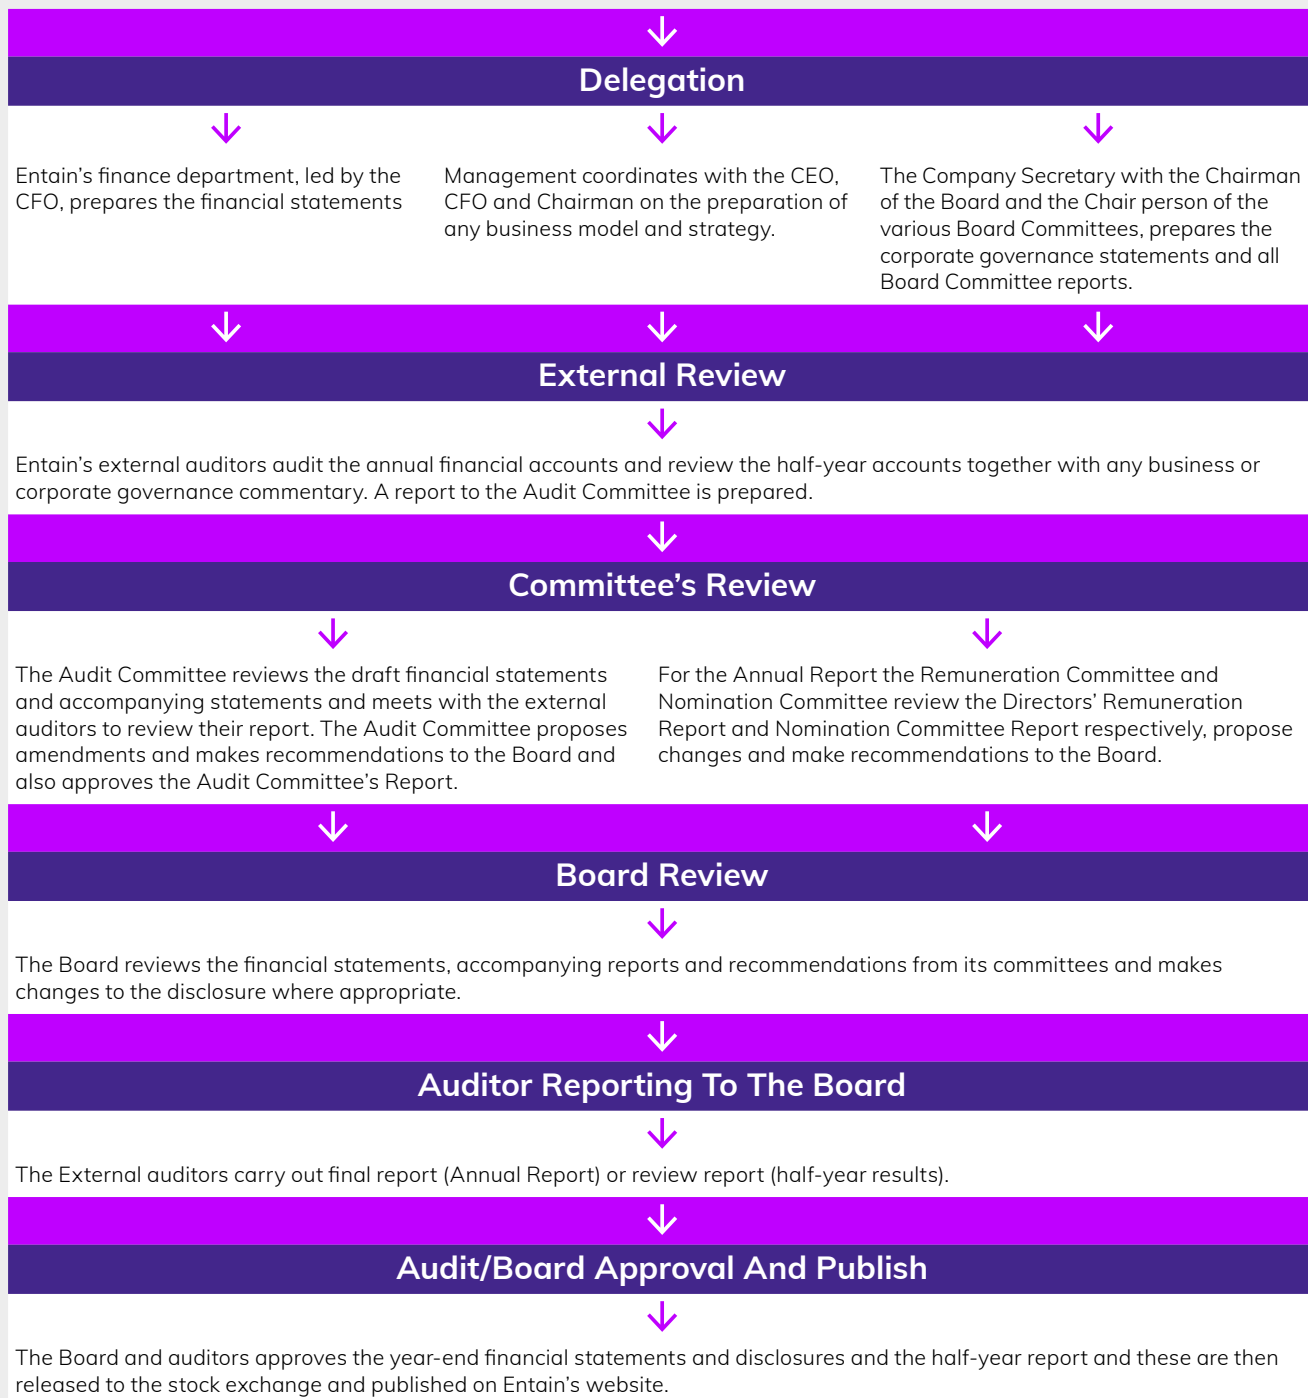 Delegation
Entain's finance department, led by the
CFO, prepares the financial statements
Management coordinates with the CEO,
CFO and Chairman on the preparation of
any business model and strategy.
The Company Secretary with the Chairman
of the Board and the Chair person of the
various Board Committees, prepares the
corporate governance statements and all
Board Committee reports.
External Review
Entain's external auditors audit the annual financial accounts and review the half-year accounts together with any business or
corporate governance commentary. A report to the Audit Committee is prepared.
Committee's Review
The Audit Committee reviews the draft financial statements
and accompanying statements and meets with the external
auditors to review their report. The Audit Committee proposes
amendments and makes recommendations to the Board and
also approves the Audit Committee's Report.
For the Annual Report the Remuneration Committee and
Nomination Committee review the Directors' Remuneration
Report and Nomination Committee Report respectively, propose
changes and make recommendations to the Board.
Board Review
The Board reviews the financial statements, accompanying reports and recommendations from its committees and makes
changes to the disclosure where appropriate.
Auditor Reporting To The Board
The External auditors carry out final report (Annual Report) or review report (half-year results).
Audit/Board Approval And Publish
The Board and auditors approves the year-end financial statements and disclosures and the half-year report and these are then
released to the stock exchange and published on Entain's website.